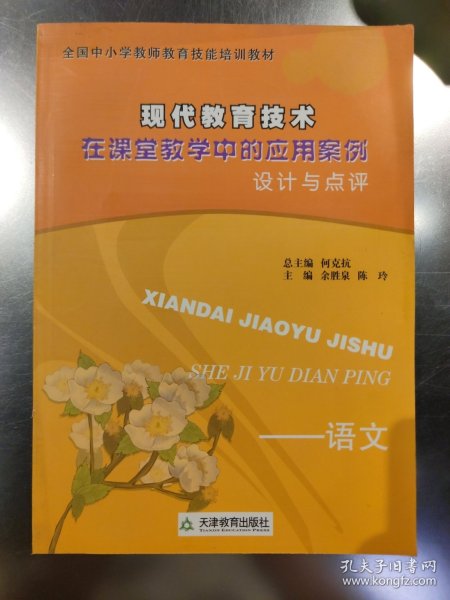 全国中小学教师教育技能培训教材
现代教育技术
在课堂教学中的应用案例
设计与点评
总主编 何克抗
主 编 余胜泉 陈 玲
XIANDAI JIAOYU JISHU
SHE JI YU DIAN PING
——语文
天津教育出版社
TIANJIN EDUCATION PRESS
孔夫子旧书网
www.kongfz.com